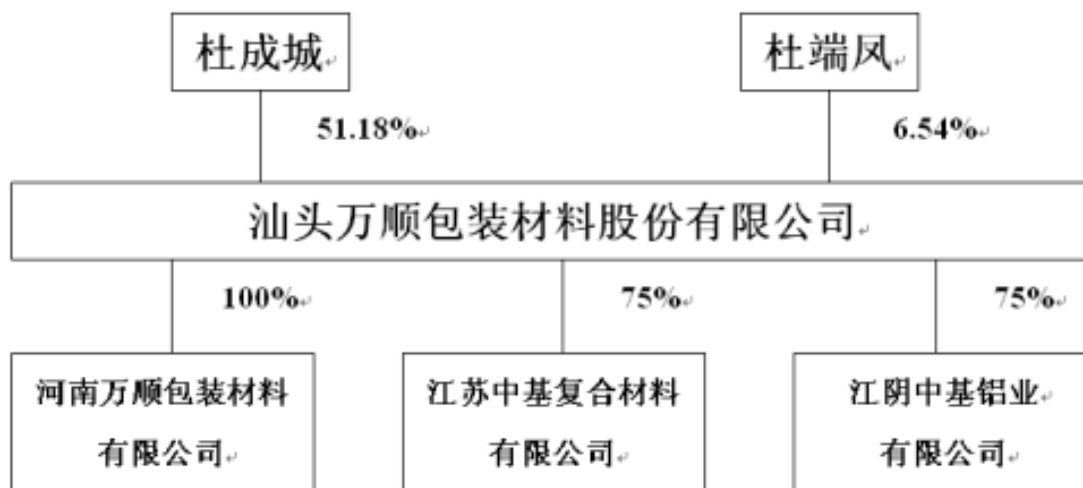 杜成城
杜端凤
51.18%
6.54%
汕头万顺包装材料股份有限公司
100%
75%
75%
河南万顺包装材料
有限公司
江苏中基复合材料
有限公司
江阴中基铝业
有限公司